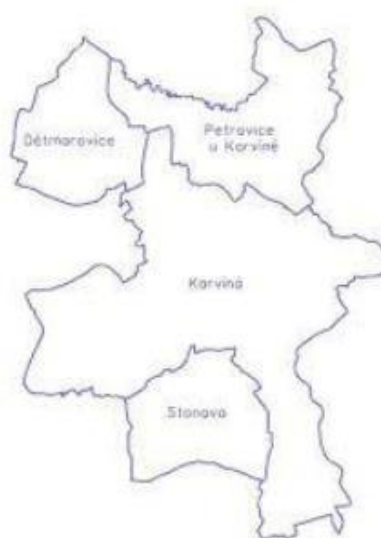 Petrovice
u Karviné
Dětmarovice
Karviná
Stonava